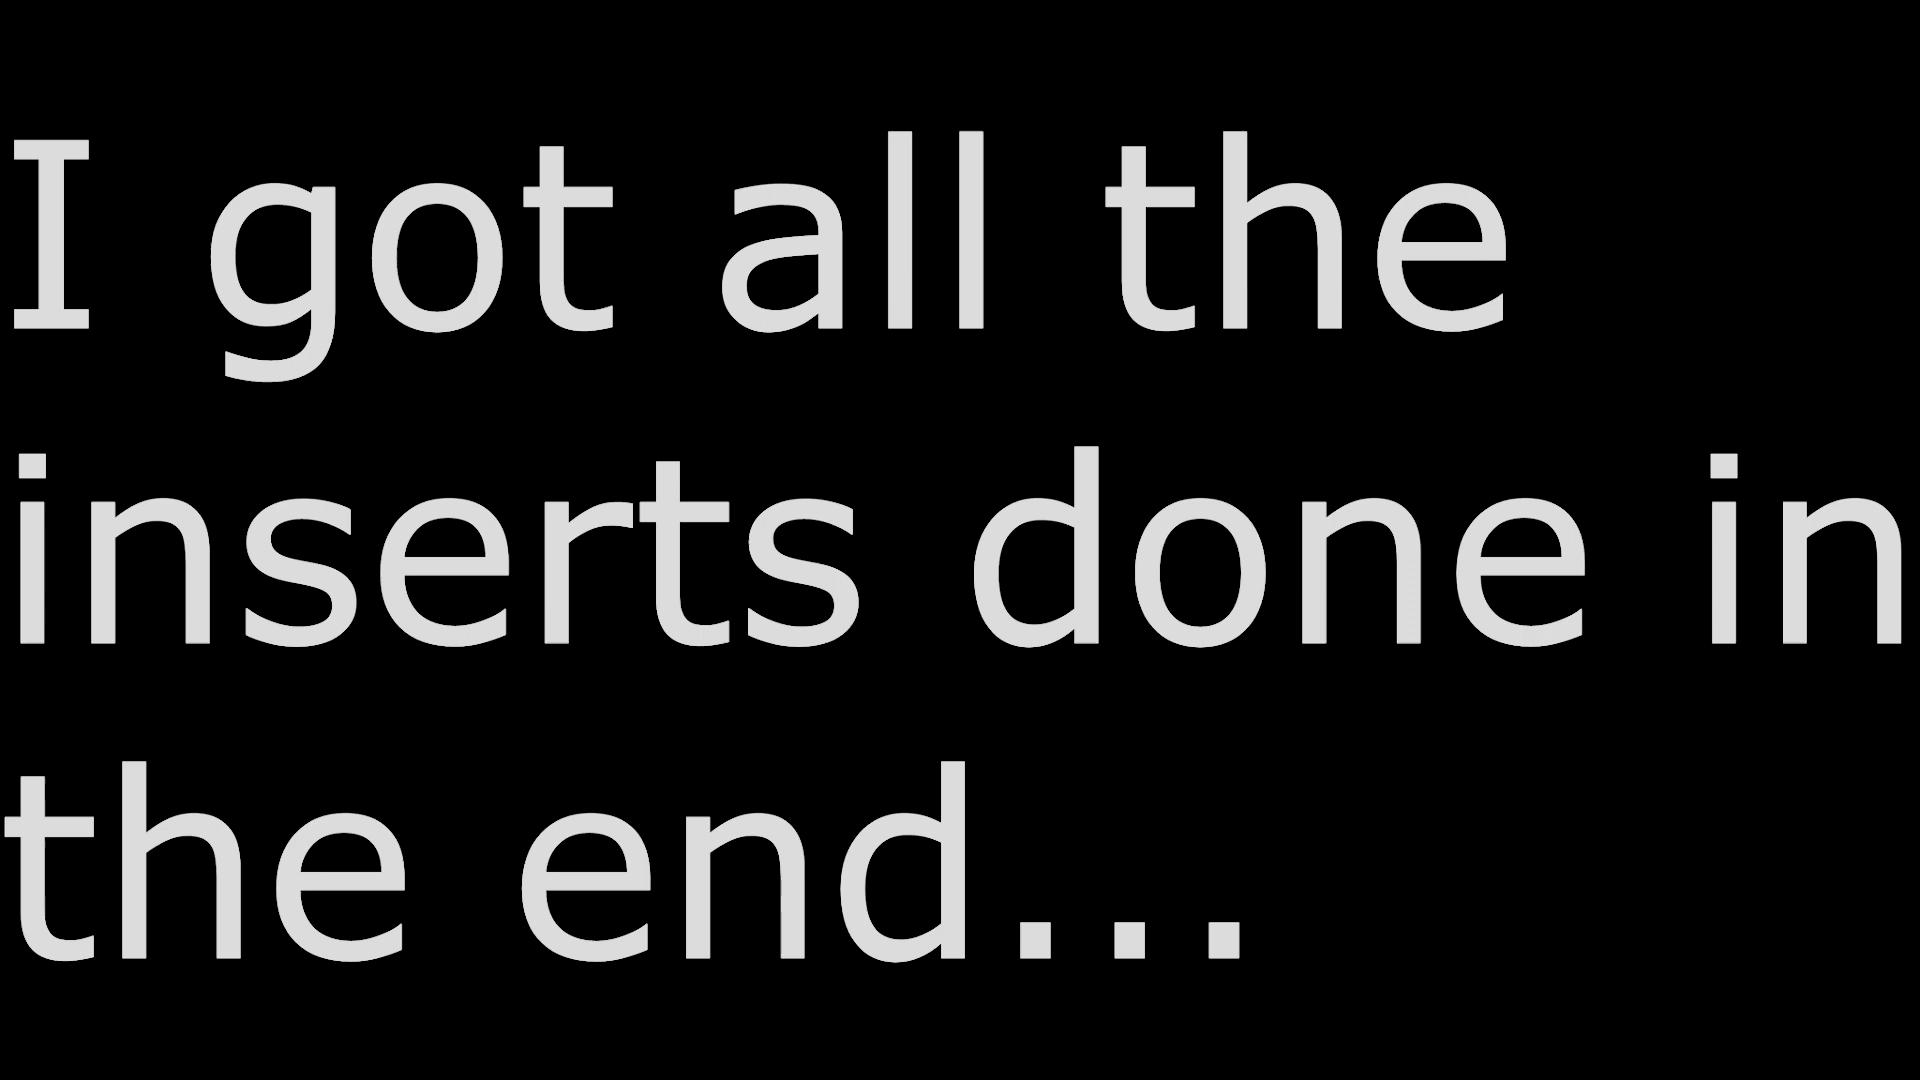 I got all the
inserts done in
the end...